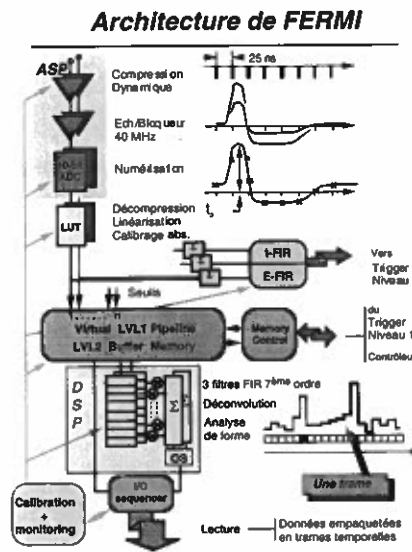 Architecture de FERMI
ASP
Compression
Dynamique
25 ns
Ech/Bloqueur
40 MHz
Numérisation
ADC
Décompression
Linéarisation
Calibrage abs.
LUT
t-FIR
E-FIR
Vers
Trigger
Niveau 1
Seuils
Virtual LVL1 Pipeline
LVL2 Buffer Memory
Memory
Control
du
Trigger
Niveau 1
Contrôleur
DSP
Σ
OS
3 filtres FIR 7ème ordre
Déconvolution
Analyse
de forme
Une trame
I/O
sequencer
Calibration
+
monitoring
Lecture
Données empaquetées
en trames temporelles